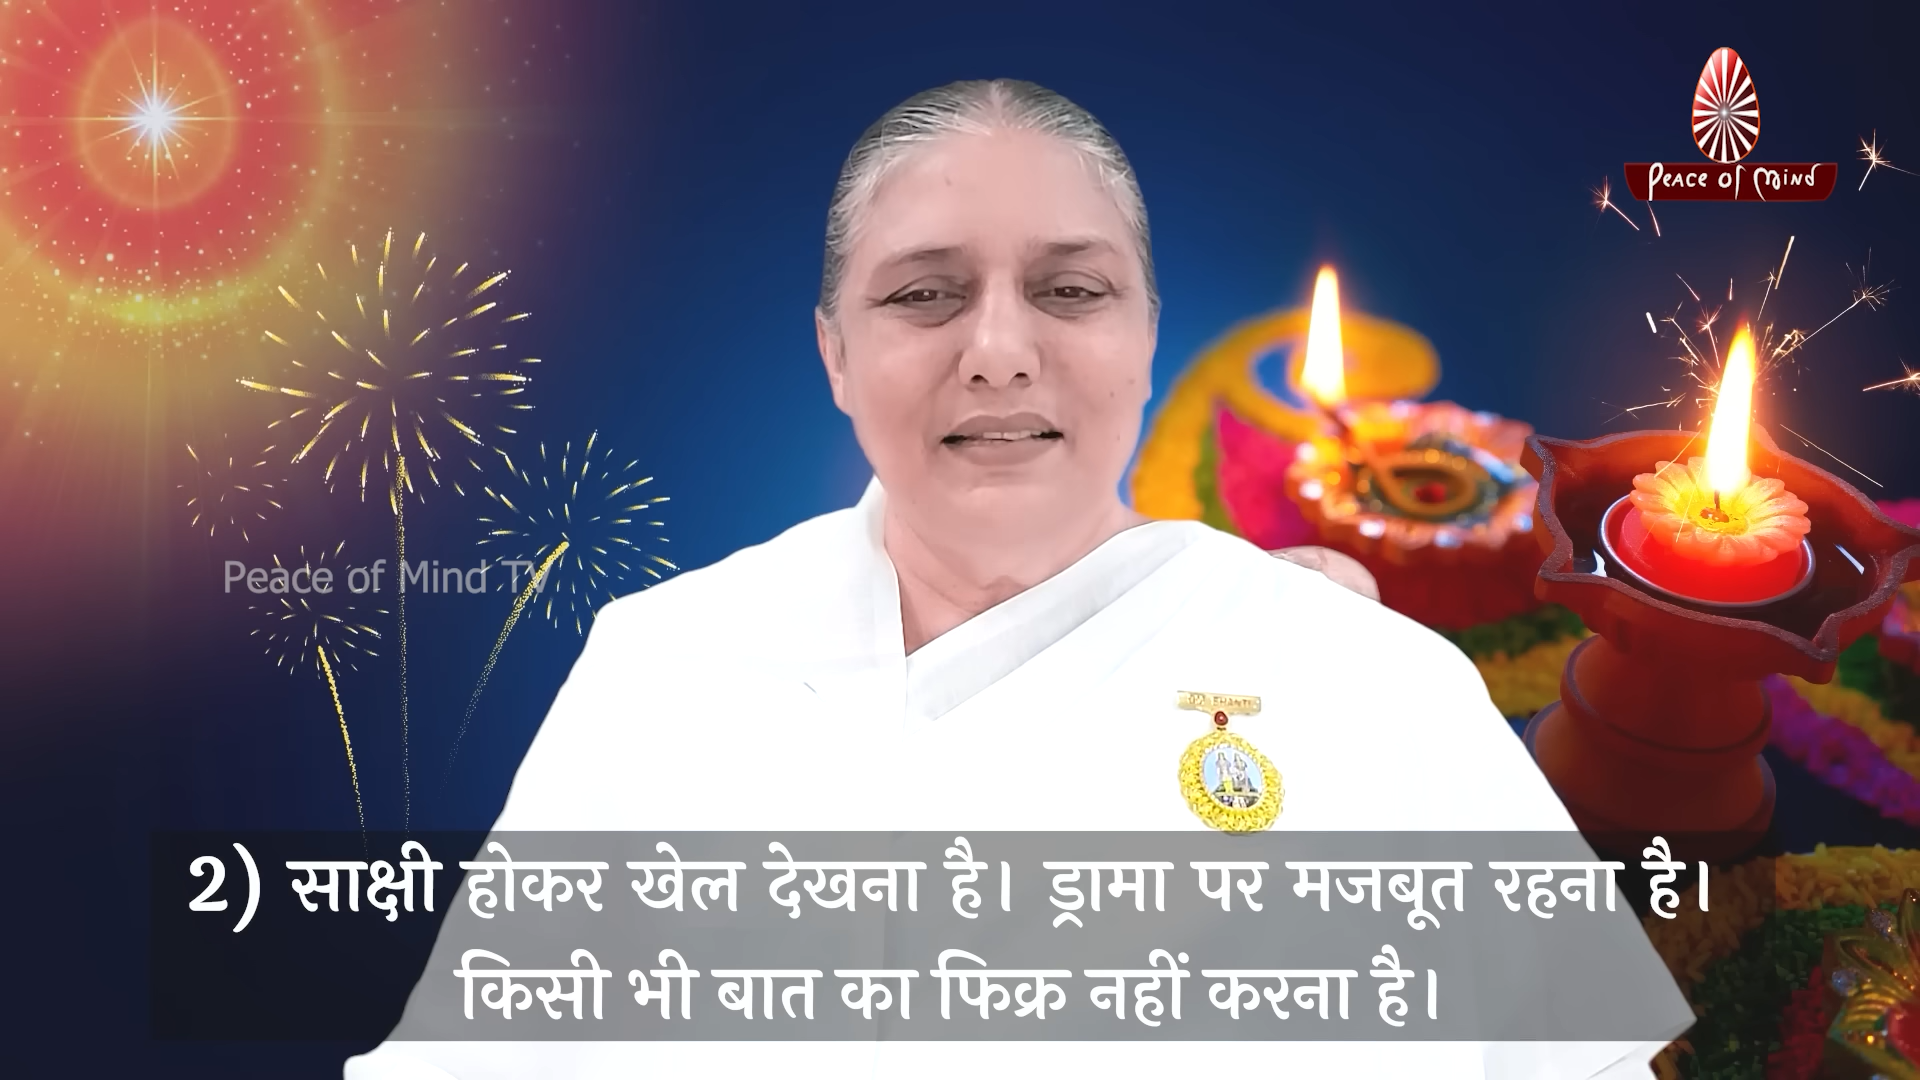 Peace of Mind
Peace of Mind TV
2) साक्षी होकर खेल देखना है। ड्रामा पर मजबूत रहना है।
किसी भी बात का फिक्र नहीं करना है।